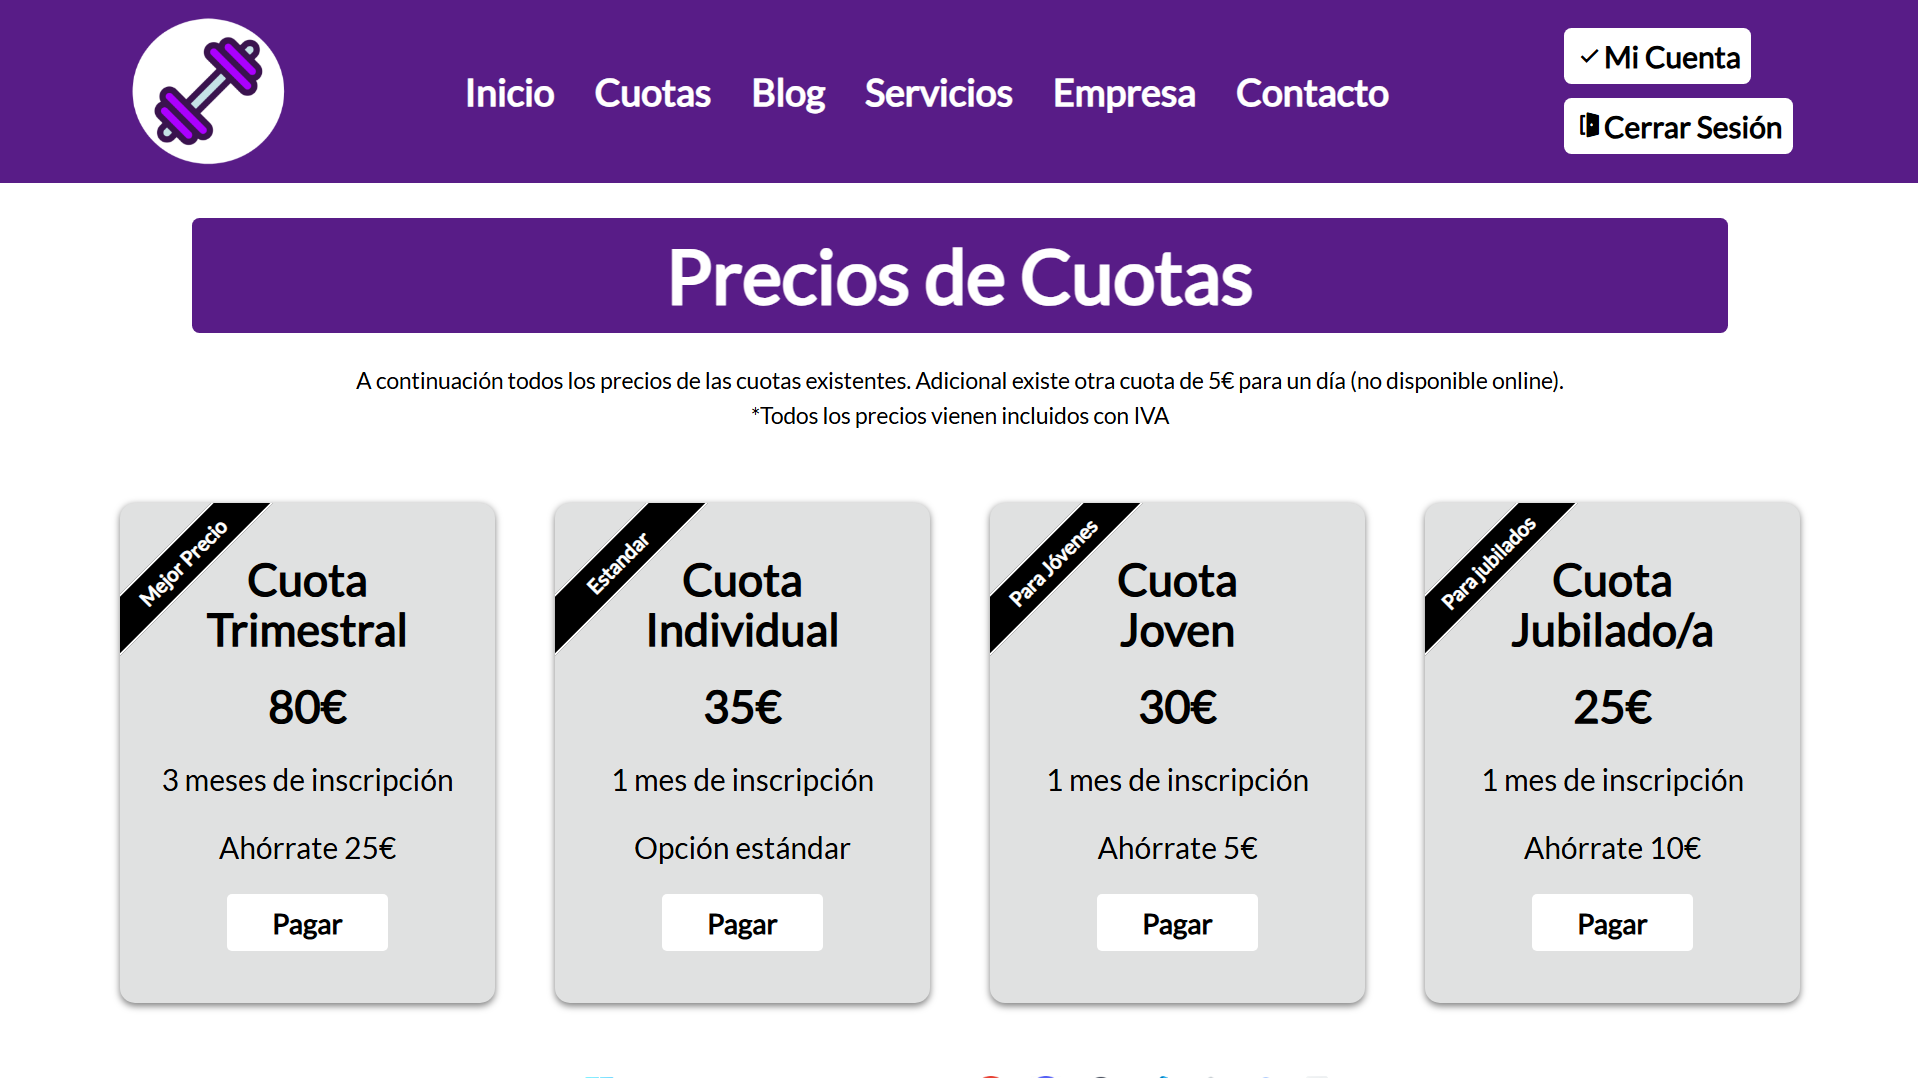 Inicio Cuotas Blog Servicios Empresa Contacto
Mi Cuenta
Cerrar Sesión
Precios de Cuotas
A continuación todos los precios de las cuotas existentes. Adicional existe otra cuota de 5€ para un día (no disponible online).
*Todos los precios vienen incluidos con IVA
Mejor Precio
Cuota
Trimestral
80€
3 meses de inscripción
Ahórrate 25€
Pagar
Estandar
Cuota
Individual
35€
1 mes de inscripción
Opción estándar
Pagar
Para Jóvenes
Cuota
Joven
30€
1 mes de inscripción
Ahórrate 5€
Pagar
Para jubilados
Cuota
Jubilado/a
25€
1 mes de inscripción
Ahórrate 10€
Pagar